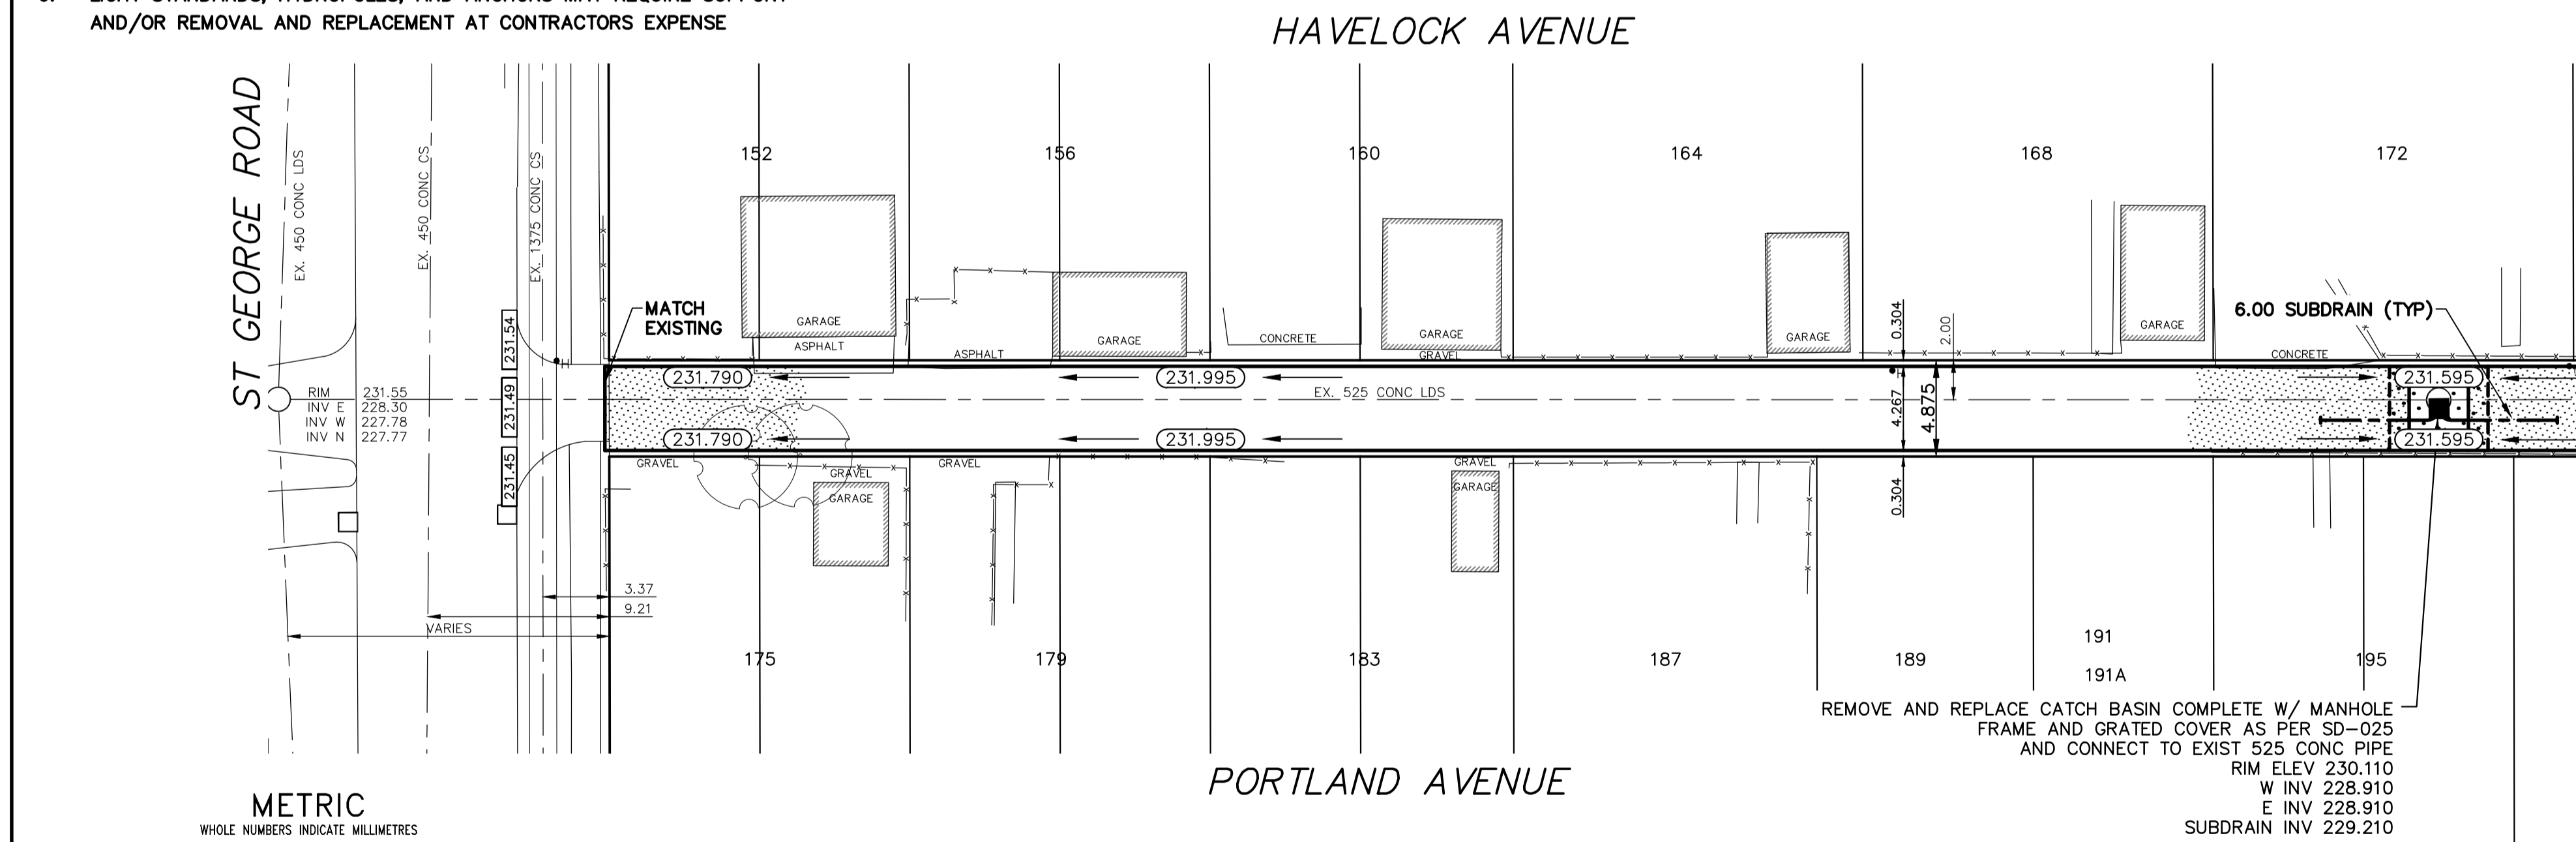 AND/OR REMOVAL AND REPLACEMENT AT CONTRACTORS EXPENSE
HAVELOCK AVENUE
ST GEORGE ROAD
EX. 450 CONC LDS
EX. 450 CONC CS
EX. 1375 CONC CS
152
156
160
164
168
172
MATCH
EXISTING
GARAGE
ASPHALT
ASPHALT
GARAGE
CONCRETE
GARAGE
GRAVEL
GARAGE
GARAGE
CONCRETE
6.00 SUBDRAIN (TYP)
0.304
2.00
231.54
231.49
231.45
RIM 231.55
INV E 228.30
INV W 227.78
INV N 227.77
231.790
231.995
EX. 525 CONC LDS
4.267
4.875
231.595
231.790
231.995
231.595
GRAVEL
GRAVEL
GARAGE
GRAVEL
GRAVEL
GARAGE
0.304
3.37
9.21
VARIES
175
179
183
187
189
191
191A
195
REMOVE AND REPLACE CATCH BASIN COMPLETE W/ MANHOLE
FRAME AND GRATED COVER AS PER SD-025
AND CONNECT TO EXIST 525 CONC PIPE
RIM ELEV 230.110
W INV 228.910
E INV 228.910
SUBDRAIN INV 229.210
PORTLAND AVENUE
METRIC
WHOLE NUMBERS INDICATE MILLIMETRES